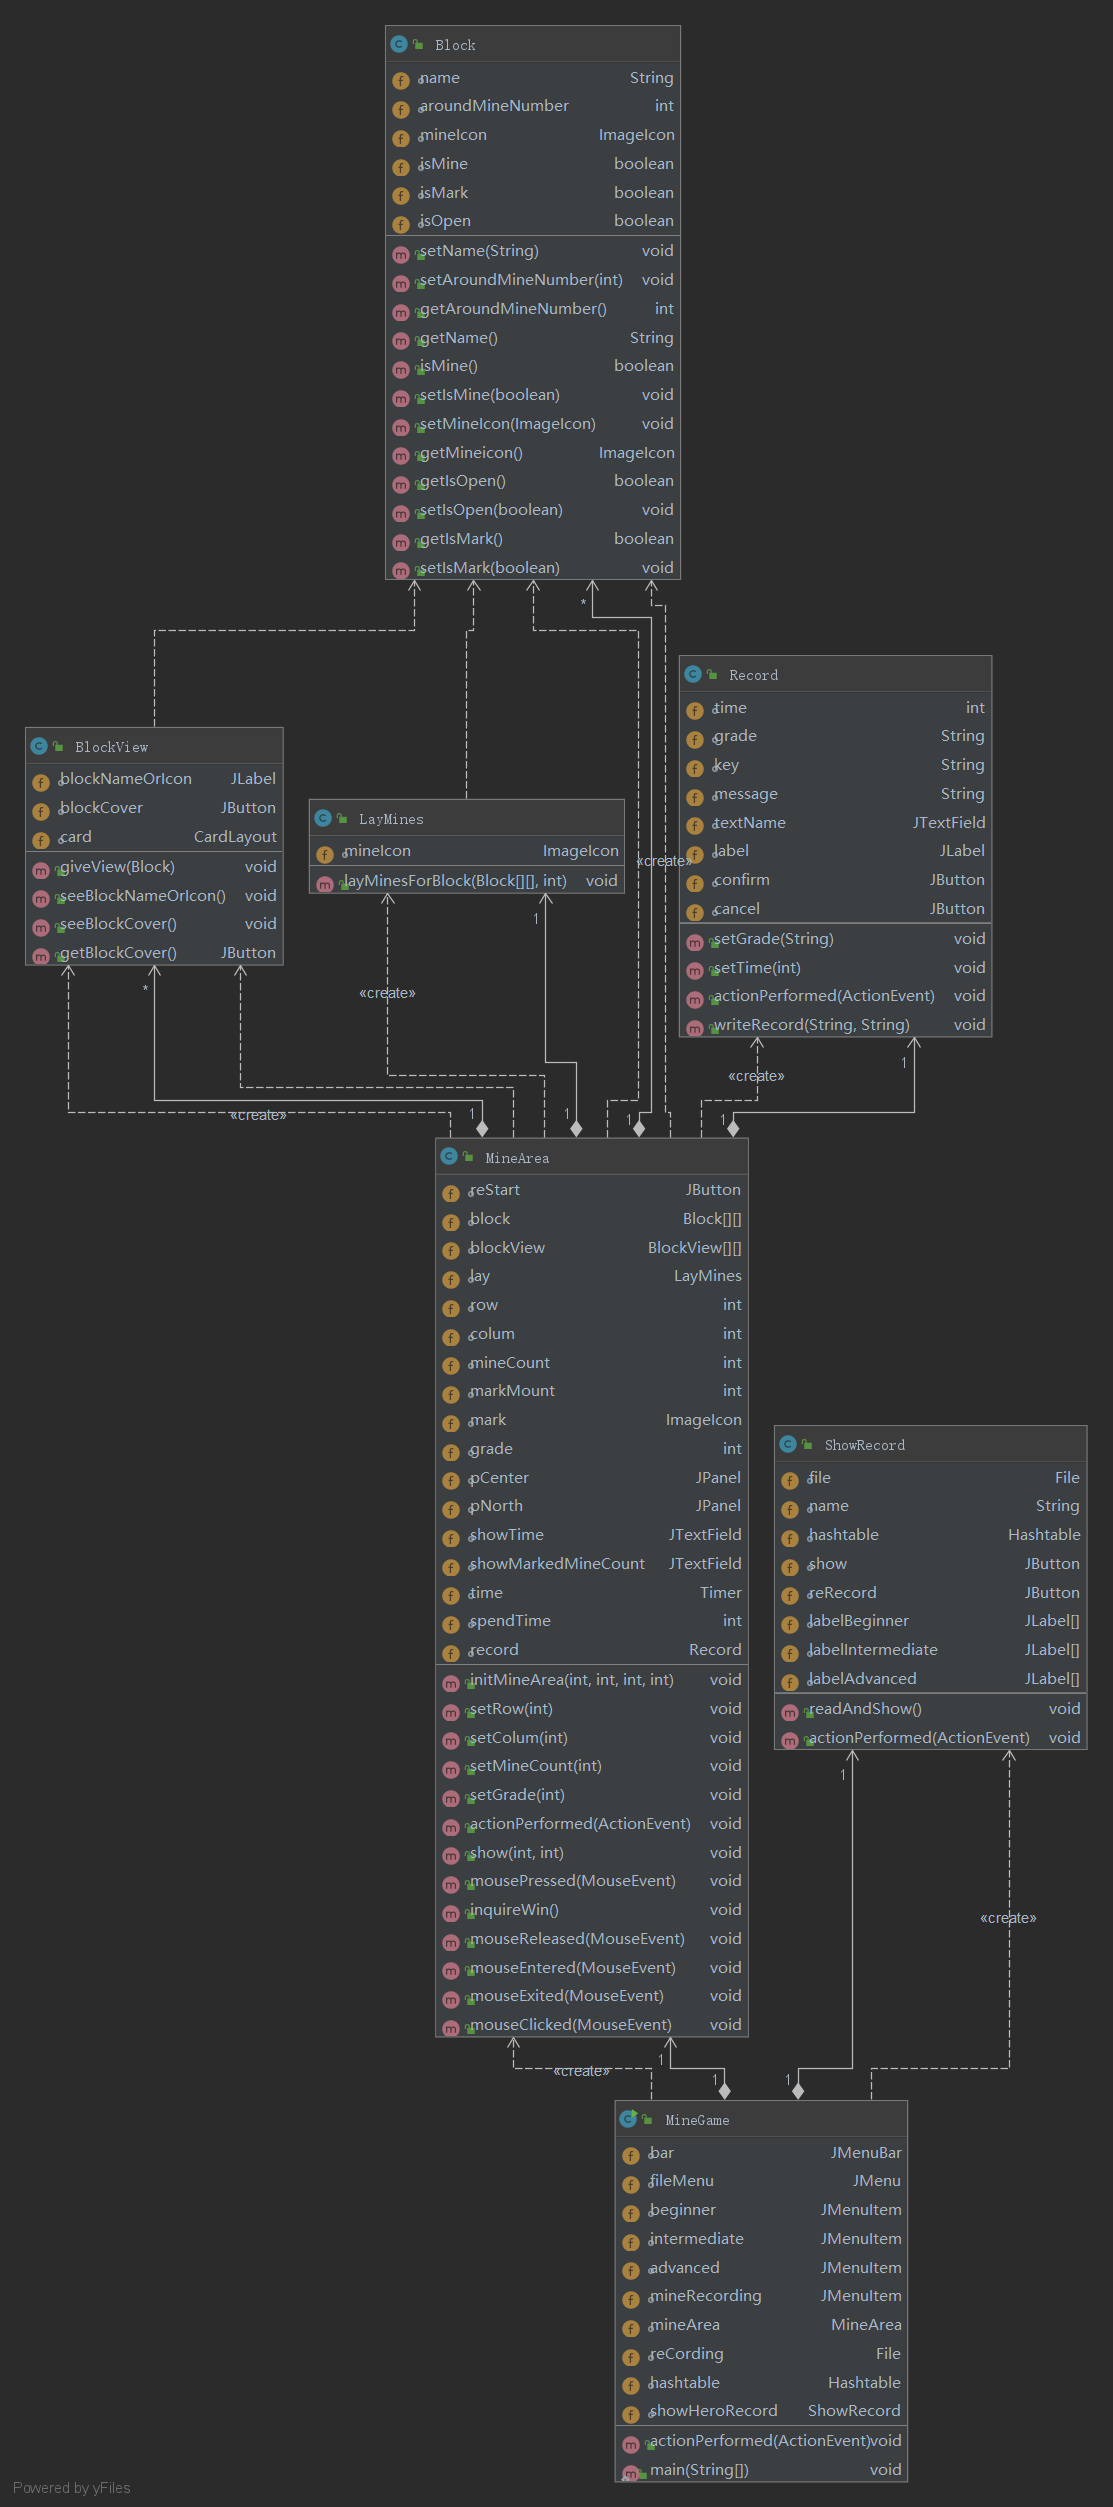 Block
name String
aroundMineNumber int
mineIcon ImageIcon
isMine boolean
isMark boolean
isOpen boolean
setName(String) void
setAroundMineNumber(int) void
getAroundMineNumber() int
getName() String
isMine() boolean
setIsMine(boolean) void
setMineIcon(ImageIcon) void
getMineicon() ImageIcon
getIsOpen() boolean
setIsOpen(boolean) void
getIsMark() boolean
setIsMark(boolean) void
*
Record
time int
grade String
key String
message String
textName JTextField
label JLabel
confirm JButton
cancel JButton
setGrade(String) void
setTime(int) void
actionPerformed(ActionEvent) void
writeRecord(String, String) void
BlockView
blockNameOrIcon JLabel
blockCover JButton
card CardLayout
giveView(Block) void
seeBlockNameOrIcon() void
seeBlockCover() void
getBlockCover() JButton
LayMines
mineIcon ImageIcon
layMinesForBlock(Block[][], int) void
«create»
1
*
«create»
1
«create»
«create»
1
1
1
1
MineArea
reStart JButton
block Block[][]
blockView BlockView[][]
lay LayMines
row int
colum int
mineCount int
markMount int
mark ImageIcon
grade int
pCenter JPanel
pNorth JPanel
showTime JTextField
showMarkedMineCount JTextField
time Timer
spendTime int
record Record
initMineArea(int, int, int, int) void
setRow(int) void
setColum(int) void
setMineCount(int) void
setGrade(int) void
actionPerformed(ActionEvent) void
show(int, int) void
mousePressed(MouseEvent) void
inquireWin() void
mouseReleased(MouseEvent) void
mouseEntered(MouseEvent) void
mouseExited(MouseEvent) void
mouseClicked(MouseEvent) void
ShowRecord
file File
name String
hashtable Hashtable
show JButton
reRecord JButton
labelBeginner JLabel[]
labelIntermediate JLabel[]
labelAdvanced JLabel[]
readAndShow() void
actionPerformed(ActionEvent) void
1
«create»
1
«create»
1
1
MineGame
bar JMenuBar
fileMenu JMenu
beginner JMenuItem
intermediate JMenuItem
advanced JMenuItem
mineRecording JMenuItem
mineArea MineArea
reCording File
hashtable Hashtable
showHeroRecord ShowRecord
actionPerformed(ActionEvent)void
main(String[]) void
Powered by yFiles